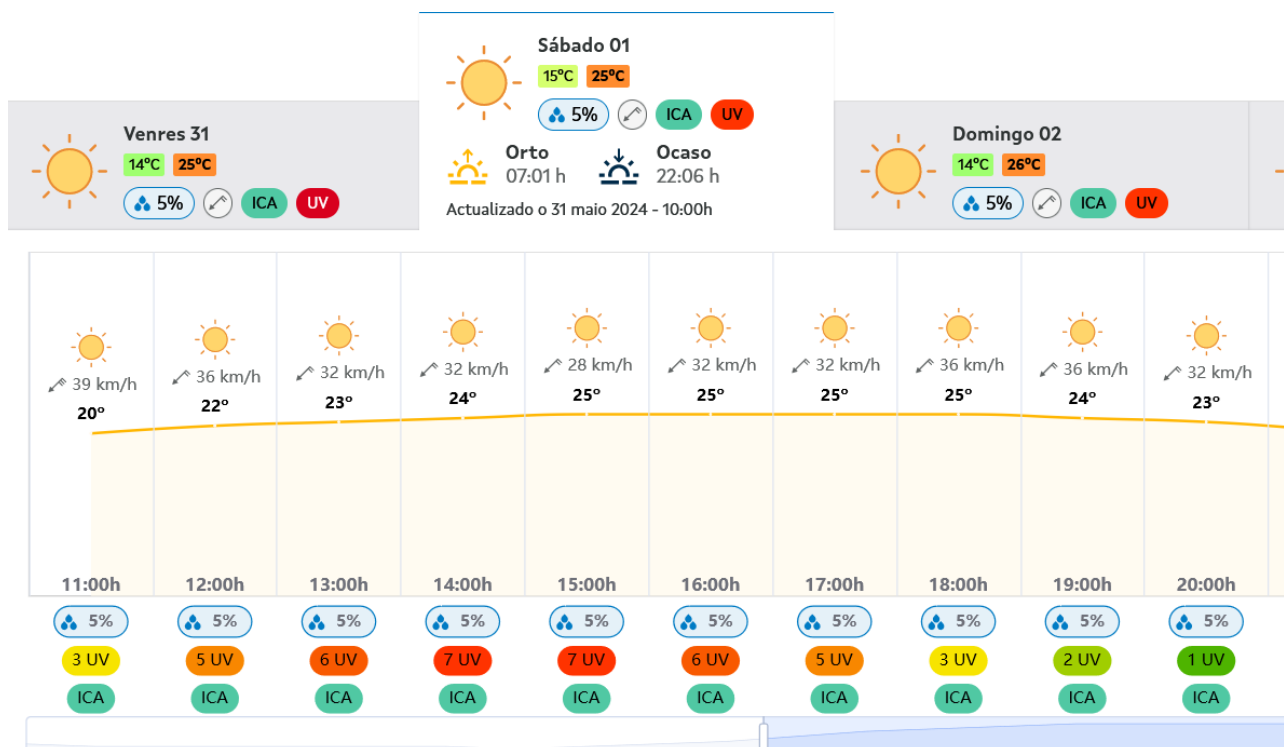 Sábado 01
15ºC 25ºC
5% ICA UV
Orto
07:01 h
Ocaso
22:06 h
Actualizado o 31 maio 2024 - 10:00h
Venres 31
14ºC 25ºC
5% ICA UV
Domingo 02
14ºC 26ºC
5% ICA UV
39 km/h 36 km/h 32 km/h 32 km/h 28 km/h 32 km/h 32 km/h 36 km/h 36 km/h 32 km/h
20º 22º 23º 24º 25º 25º 25º 25º 24º 23º
11:00h 12:00h 13:00h 14:00h 15:00h 16:00h 17:00h 18:00h 19:00h 20:00h
5% 5% 5% 5% 5% 5% 5% 5% 5% 5%
3 UV 5 UV 6 UV 7 UV 7 UV 6 UV 5 UV 3 UV 2 UV 1 UV
ICA ICA ICA ICA ICA ICA ICA ICA ICA ICA